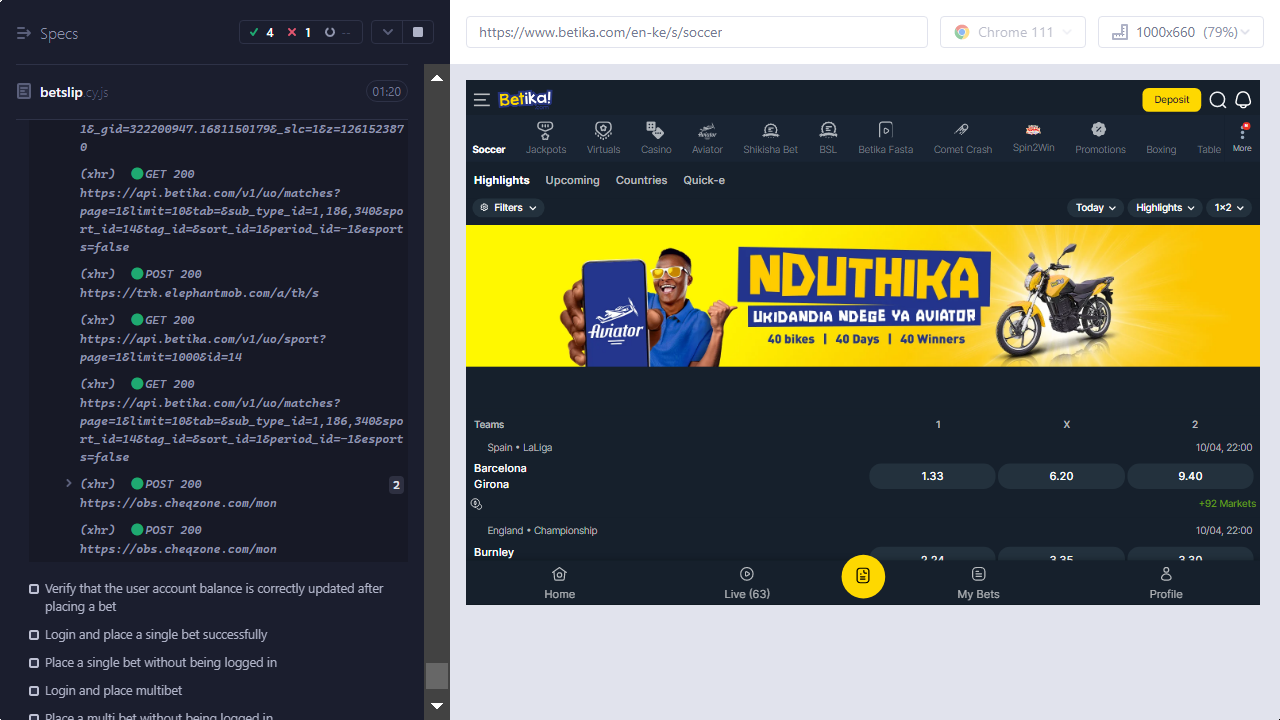 Specs
4
1
--
betslip.cy.js
01:20
1&_gid=322200947.1681150179&_slc=1&z=126152387
0
(xhr) GET 200
https://api.betika.com/v1/uo/matches?
page=1&limit=10&tab=&sub_type_id=1,186,340&spo
rt_id=14&tag_id=&sort_id=1&period_id=-1&esport
s=false
(xhr) POST 200
https://trk.elephantmob.com/a/tk/s
(xhr) GET 200
https://api.betika.com/v1/uo/sport?
page=1&limit=1000&id=14
(xhr) GET 200
https://api.betika.com/v1/uo/matches?
page=1&limit=10&tab=&sub_type_id=1,186,340&spo
rt_id=14&tag_id=&sort_id=1&period_id=-1&esport
s=false
(xhr) POST 200
2
https://obs.cheqzone.com/mon
(xhr) POST 200
https://obs.cheqzone.com/mon
Verify that the user account balance is correctly updated after
placing a bet
Login and place a single bet successfully
Place a single bet without being logged in
Login and place multibet
Place a multi bet without being logged in
https://www.betika.com/en-ke/s/soccer
Chrome 111
1000x660 (79%)
Betika!
Deposit
Soccer
Jackpots
Virtuals
Casino
Aviator
Shikisha Bet
BSL
Betika Fasta
Comet Crash
Spin2Win
Promotions
Boxing
Table
More
Highlights
Upcoming
Countries
Quick-e
Filters
Today
Highlights
1×2
Aviator
NDUTHIKA
UKIDANDIA NDEGE YA AVIATOR
40 bikes | 40 Days | 40 Winners
Teams
1
X
2
Spain • LaLiga
10/04, 22:00
Barcelona
Girona
1.33
6.20
9.40
+92 Markets
England • Championship
10/04, 22:00
Burnley
2.24
3.35
3.30
Home
Live (63)
My Bets
Profile